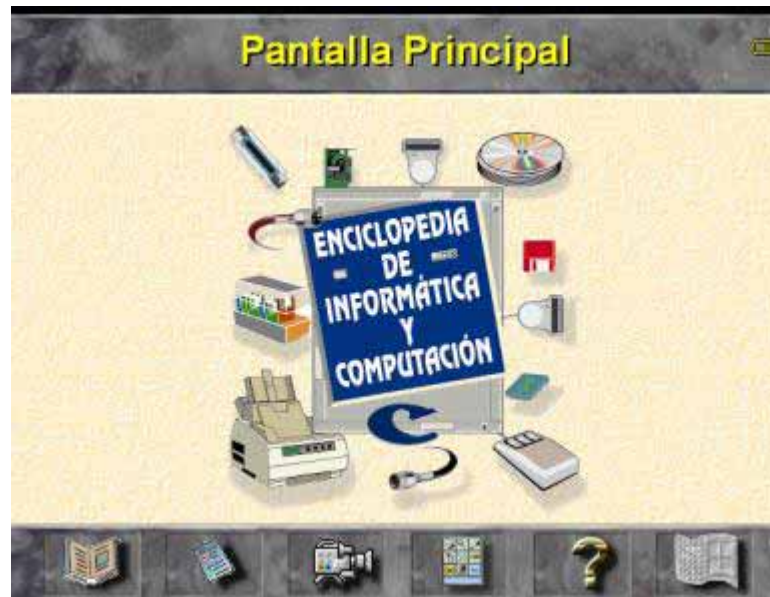 Pantalla Principal
ENCICLOPEDIA
DE
INFORMÁTICA
Y
COMPUTACIÓN